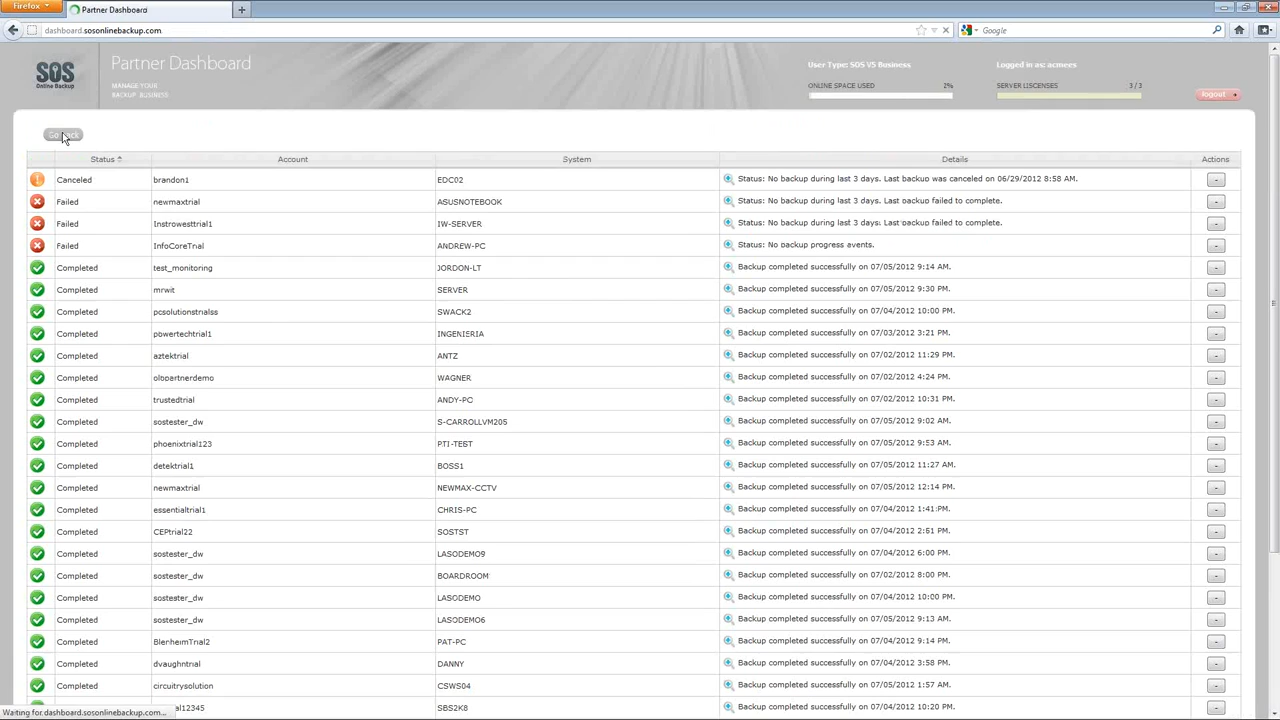 Firefox
Partner Dashboard
dashboard.sosonlinebackup.com
Google
SOS
Online Backup
Partner Dashboard
MANAGE YOUR
BACKUP BUSINESS
User Type: SOS V5 Business
Logged in as: acmees
ONLINE SPACE USED 2%
SERVER LISCENSES 3 / 3
logout
Go Back
Status Account System Details Actions
Canceled brandon1 EDC02 Status: No backup during last 3 days. Last backup was canceled on 06/29/2012 8:58 AM.
Failed newmaxtrial ASUSNOTEBOOK Status: No backup during last 3 days. Last backup failed to complete.
Failed Instrowesttrial1 IW-SERVER Status: No backup during last 3 days. Last backup failed to complete.
Failed InfoCoreTrial ANDREW-PC Status: No backup progress events.
Completed test_monitoring JORDON-LT Backup completed successfully on 07/05/2012 9:14 AM.
Completed mrwit SERVER Backup completed successfully on 07/05/2012 9:30 PM.
Completed pcsolutionstrialss SWACK2 Backup completed successfully on 07/04/2012 10:00 PM.
Completed powertechtrial1 INGENISRIA Backup completed successfully on 07/03/2012 3:21 PM.
Completed aztektrial ANTZ Backup completed successfully on 07/02/2012 11:29 PM.
Completed olbpartnerdemo WAGNER Backup completed successfully on 07/02/2012 4:24 PM.
Completed trustedtrial ANDY-PC Backup completed successfully on 07/02/2012 10:31 PM.
Completed sostester_dw S-CARROLLVM205 Backup completed successfully on 07/05/2012 9:02 AM.
Completed phoenixtrial123 PTI-TEST Backup completed successfully on 07/05/2012 9:53 AM.
Completed detektrial1 BOSS1 Backup completed successfully on 07/05/2012 11:27 AM.
Completed newmaxtrial NEWMAX-CCTV Backup completed successfully on 07/05/2012 12:14 PM.
Completed essentialtrial1 CHRIS-PC Backup completed successfully on 07/04/2012 1:41 PM.
Completed CEPtrial22 SOSTST Backup completed successfully on 07/04/2012 2:51 PM.
Completed sostester_dw LASODEMO9 Backup completed successfully on 07/04/2012 6:00 PM.
Completed sostester_dw BOARDROOM Backup completed successfully on 07/02/2012 8:00 PM.
Completed sostester_dw LASODEMO Backup completed successfully on 07/04/2012 10:00 PM.
Completed sostester_dw LASODEMO6 Backup completed successfully on 07/05/2012 9:13 AM.
Completed BlenheimTrial2 PAT-PC Backup completed successfully on 07/04/2012 9:14 PM.
Completed dvaughntrial DANNY Backup completed successfully on 07/04/2012 3:58 PM.
Completed circuitrysolution CSWS04 Backup completed successfully on 07/05/2012 1:57 AM.
al12345 SBS2K8 Backup completed successfully on 07/04/2012 10:20 PM.
Waiting for dashboard.sosonlinebackup.com...